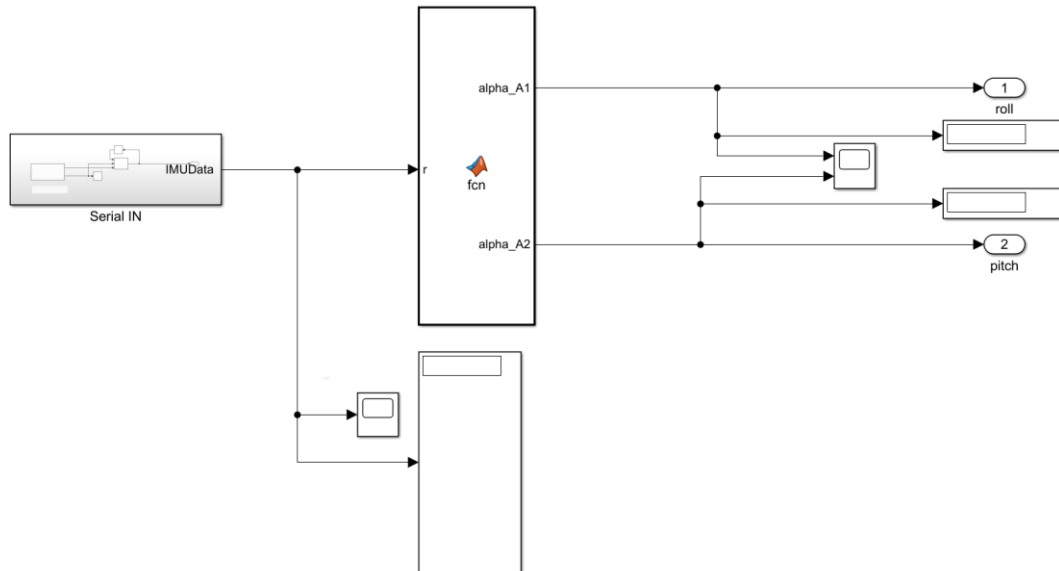 IMUData
Serial IN
r
fcn
alpha_A1
alpha_A2
1
roll
2
pitch